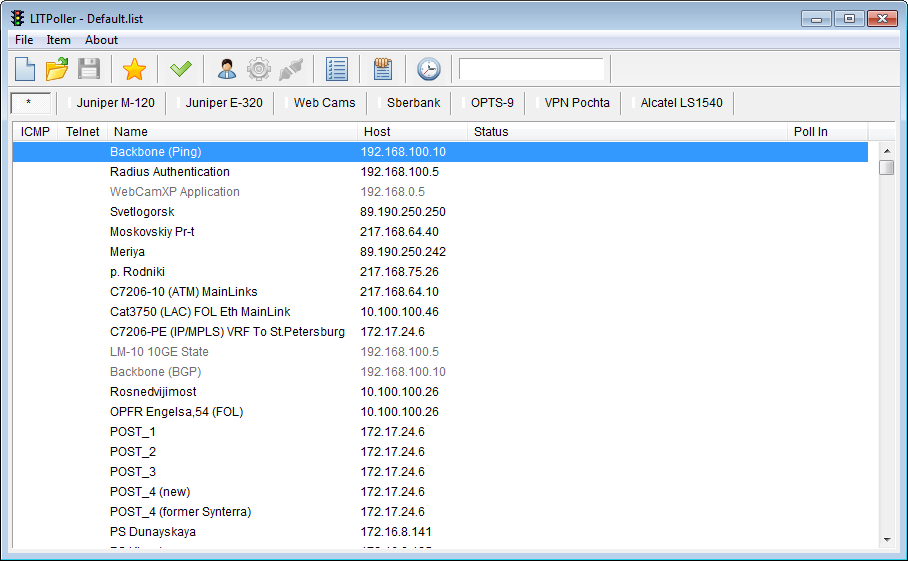 LITPoller - Default.list
File Item About
* Juniper M-120 Juniper E-320 Web Cams Sberbank OPTS-9 VPN Pochta Alcatel LS1540
ICMP Telnet Name Host Status Poll In
Backbone (Ping) 192.168.100.10
Radius Authentication 192.168.100.5
WebCamXP Application 192.168.0.5
Svetlogorsk 89.190.250.250
Moskovskiy Pr-t 217.168.64.40
Meriya 89.190.250.242
p. Rodniki 217.168.75.26
C7206-10 (ATM) MainLinks 217.168.64.10
Cat3750 (LAC) FOL Eth MainLink 10.100.100.46
C7206-PE (IP/MPLS) VRF To St.Petersburg 172.17.24.6
LM-10 10GE State 192.168.100.5
Backbone (BGP) 192.168.100.10
Rosnedvijimost 10.100.100.26
OPFR Engelsa,54 (FOL) 10.100.100.26
POST_1 172.17.24.6
POST_2 172.17.24.6
POST_3 172.17.24.6
POST_4 (new) 172.17.24.6
POST_4 (former Synterra) 172.17.24.6
PS Dunayskaya 172.16.8.141